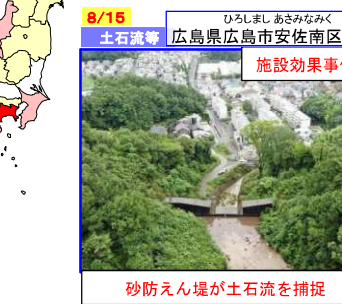 8/15
ひろしまし あさみなみく
土石流等
広島県広島市安佐南区
施設効果事
砂防えん堤が土石流を捕捉